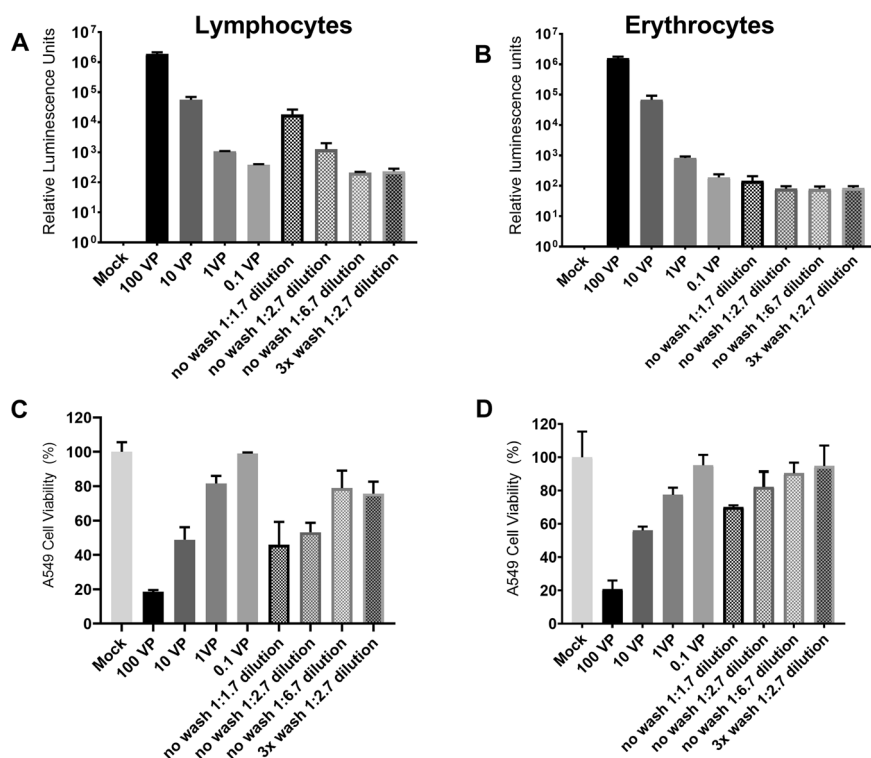 Lymphocytes
Erythrocytes
A
Relative Luminescence Units
10⁷
10⁶
10⁵
10⁴
10³
10²
10¹
10⁰
Mock
100 VP
10 VP
1VP
0.1 VP
no wash 1:1.7 dilution
no wash 1:2.7 dilution
no wash 1:6.7 dilution
3x wash 1:2.7 dilution
B
Relative luminescence units
10⁷
10⁶
10⁵
10⁴
10³
10²
10¹
10⁰
Mock
100 VP
10 VP
1VP
0.1 VP
no wash 1:1.7 dilution
no wash 1:2.7 dilution
no wash 1:6.7 dilution
3x wash 1:2.7 dilution
C
A549 Cell Viability (%)
120
100
80
60
40
20
0
Mock
100 VP
10 VP
1VP
0.1 VP
no wash 1:1.7 dilution
no wash 1:2.7 dilution
no wash 1:6.7 dilution
3x wash 1:2.7 dilution
D
A549 Cell Viability (%)
120
100
80
60
40
20
0
Mock
100 VP
10 VP
1VP
0.1 VP
no wash 1:1.7 dilution
no wash 1:2.7 dilution
no wash 1:6.7 dilution
3x wash 1:2.7 dilution